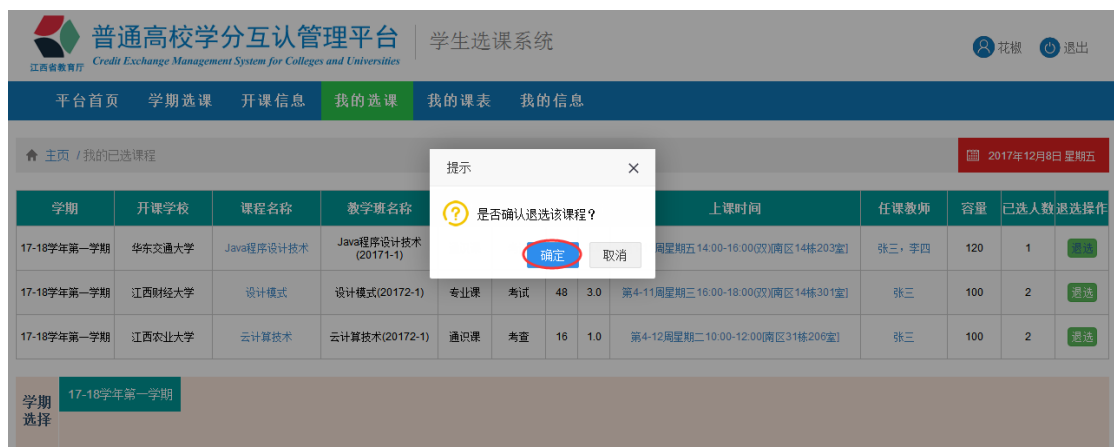 普通高校学分互认管理平台 学生选课系统
江西省教育厅 Credit Exchange Management System for Colleges and Universities
花椒 退出
平台首页 学期选课 开课信息 我的选课 我的课表 我的信息
主页 / 我的已选课程
2017年12月8日 星期五
提示
是否确认退选该课程?
确定 取消
学期 开课学校 课程名称 教学班名称 上课时间 任课教师 容量 已选人数 退选操作
17-18学年第一学期 华东交通大学 Java程序设计技术 Java程序设计技术(20171-1) 周星期五14:00-16:00(双)[南区14栋203室] 张三，李四 120 1 退选
17-18学年第一学期 江西财经大学 设计模式 设计模式(20172-1) 专业课 考试 48 3.0 第4-11周星期三16:00-18:00(双)[南区14栋301室] 张三 100 2 退选
17-18学年第一学期 江西农业大学 云计算技术 云计算技术(20172-1) 通识课 考查 16 1.0 第4-12周星期二10:00-12:00[南区31栋206室] 张三 100 2 退选
学期选择
17-18学年第一学期